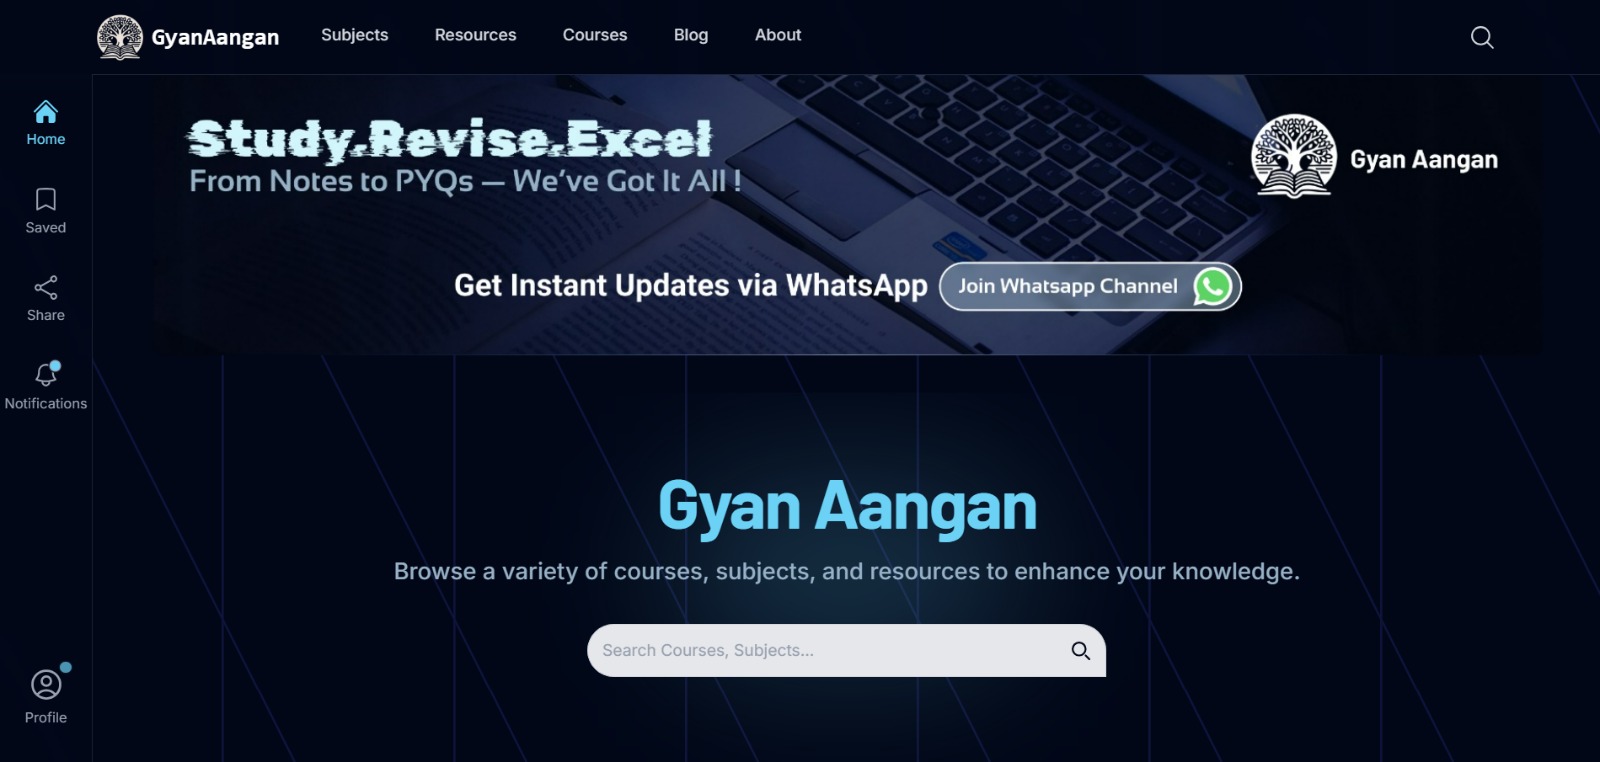 GyanAangan
Subjects
Resources
Courses
Blog
About
Home
Saved
Share
Notifications
Profile
Study.Revise.Excel
From Notes to PYQs — We've Got It All !
Gyan Aangan
Get Instant Updates via WhatsApp
Join Whatsapp Channel
Gyan Aangan
Browse a variety of courses, subjects, and resources to enhance your knowledge.
Search Courses, Subjects...